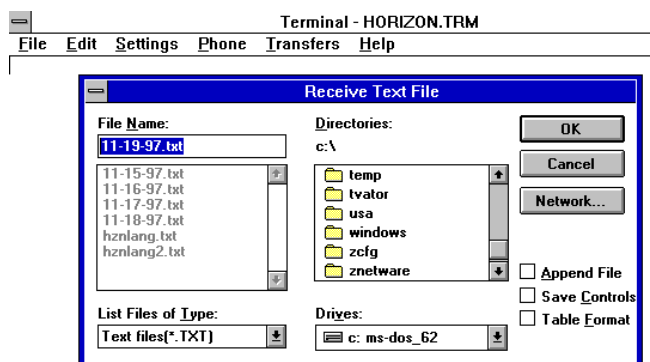 Terminal - HORIZON.TRM
File Edit Settings Phone Transfers Help
Receive Text File
File Name:
11-19-97.txt
11-15-97.txt
11-16-97.txt
11-17-97.txt
11-18-97.txt
hznlang.txt
hznlang2.txt
List Files of Type:
Text files(*.TXT)
Directories:
c:\
temp
tvator
usa
windows
zcfg
znetware
Drives:
c: ms-dos_62
OK
Cancel
Network...
Append File
Save Controls
Table Format